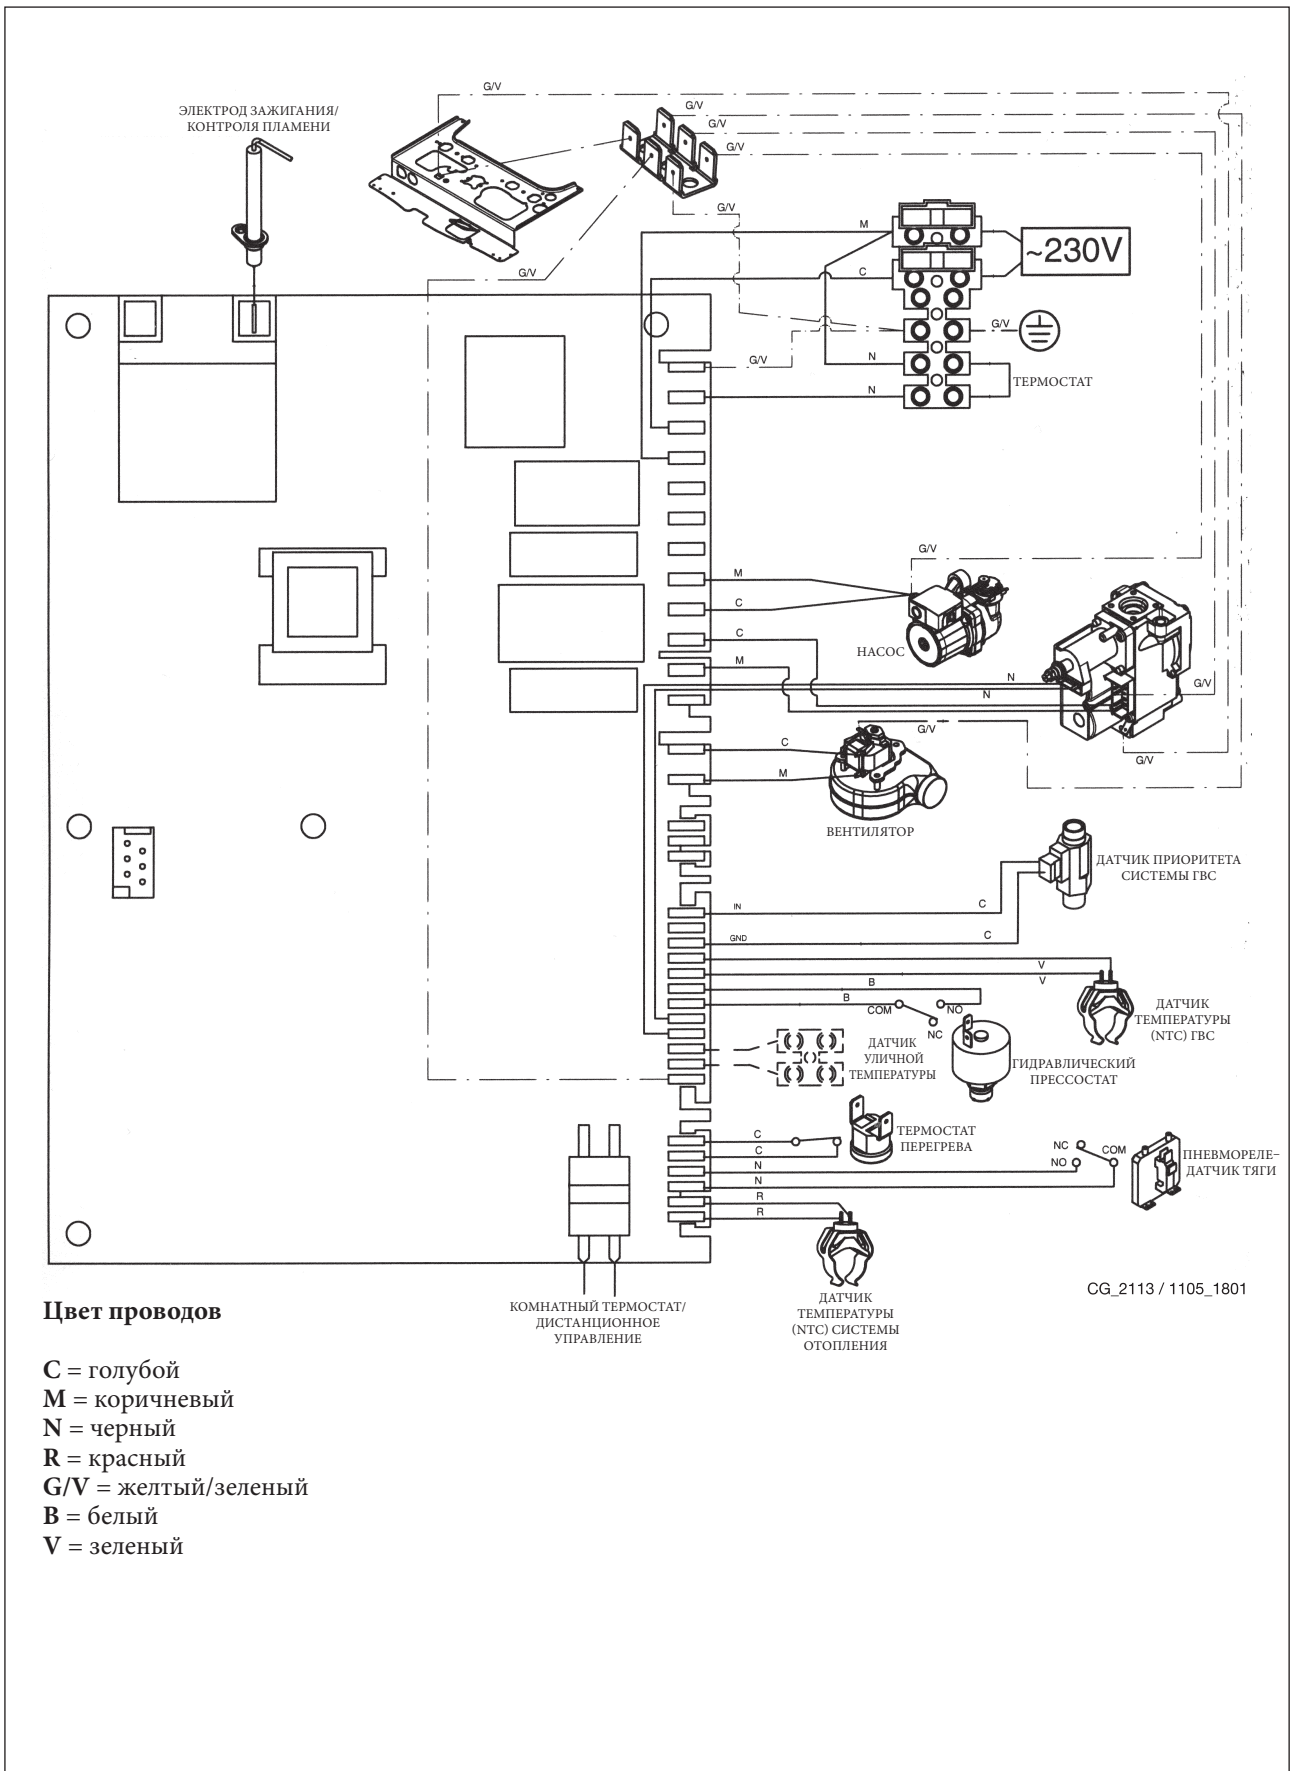 G/V
ЭЛЕКТРОД ЗАЖИГАНИЯ/
КОНТРОЛЯ ПЛАМЕНИ
G/V
G/V
G/V
G/V
M
~230V
G/V
C
G/V
G/V
N
ТЕРМОСТАТ
N
G/V
M
C
НАСОС
C
M
N
N
G/V
G/V
C
G/V
M
ВЕНТИЛЯТОР
ДАТЧИК ПРИОРИТЕТА
СИСТЕМЫ ГВС
IN
C
GND
C
V
V
B
B
COM
NO
NC
ДАТЧИК
ТЕМПЕРАТУРЫ
(NTC) ГВС
ДАТЧИК
УЛИЧНОЙ
ТЕМПЕРАТУРЫ
ГИДРАВЛИЧЕСКИЙ
ПРЕССОСТАТ
C
C
ТЕРМОСТАТ
ПЕРЕГРЕВА
N
N
NC
NO
COM
ПНЕВМОРЕЛЕ-
ДАТЧИК ТЯГИ
R
R
CG_2113 / 1105_1801
КОМНАТНЫЙ ТЕРМОСТАТ/
ДИСТАНЦИОННОЕ
УПРАВЛЕНИЕ
ДАТЧИК
ТЕМПЕРАТУРЫ
(NTC) СИСТЕМЫ
ОТОПЛЕНИЯ
Цвет проводов
C = голубой
M = коричневый
N = черный
R = красный
G/V = желтый/зеленый
B = белый
V = зеленый